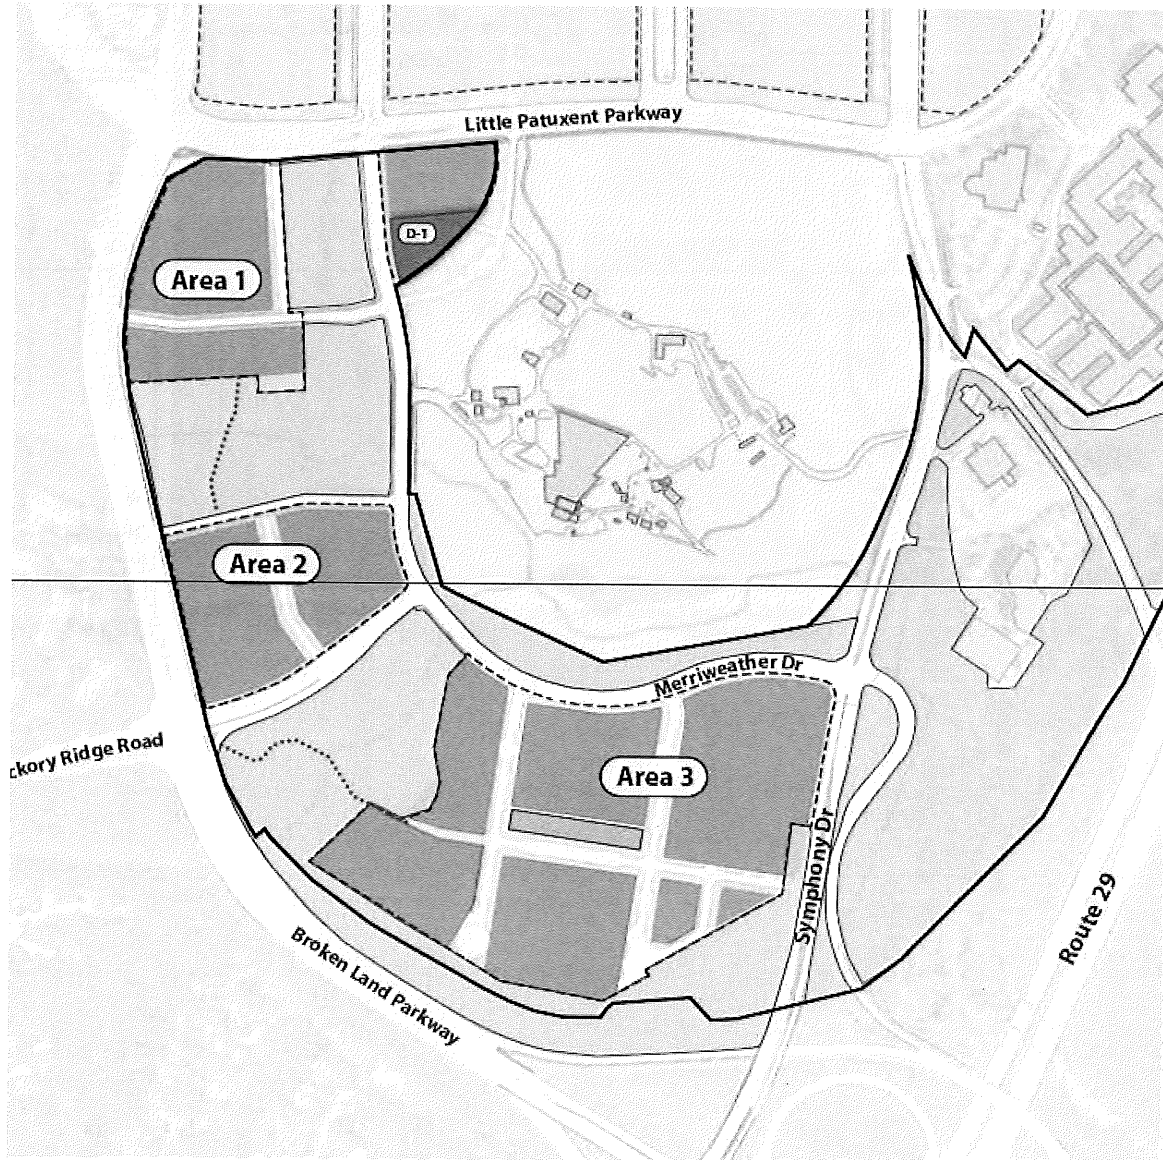 Little Patuxent Parkway
D-1
Area 1
Area 2
Merriweather Dr
ckory Ridge Road
Area 3
Symphony Dr
Route 29
Broken Land Parkway